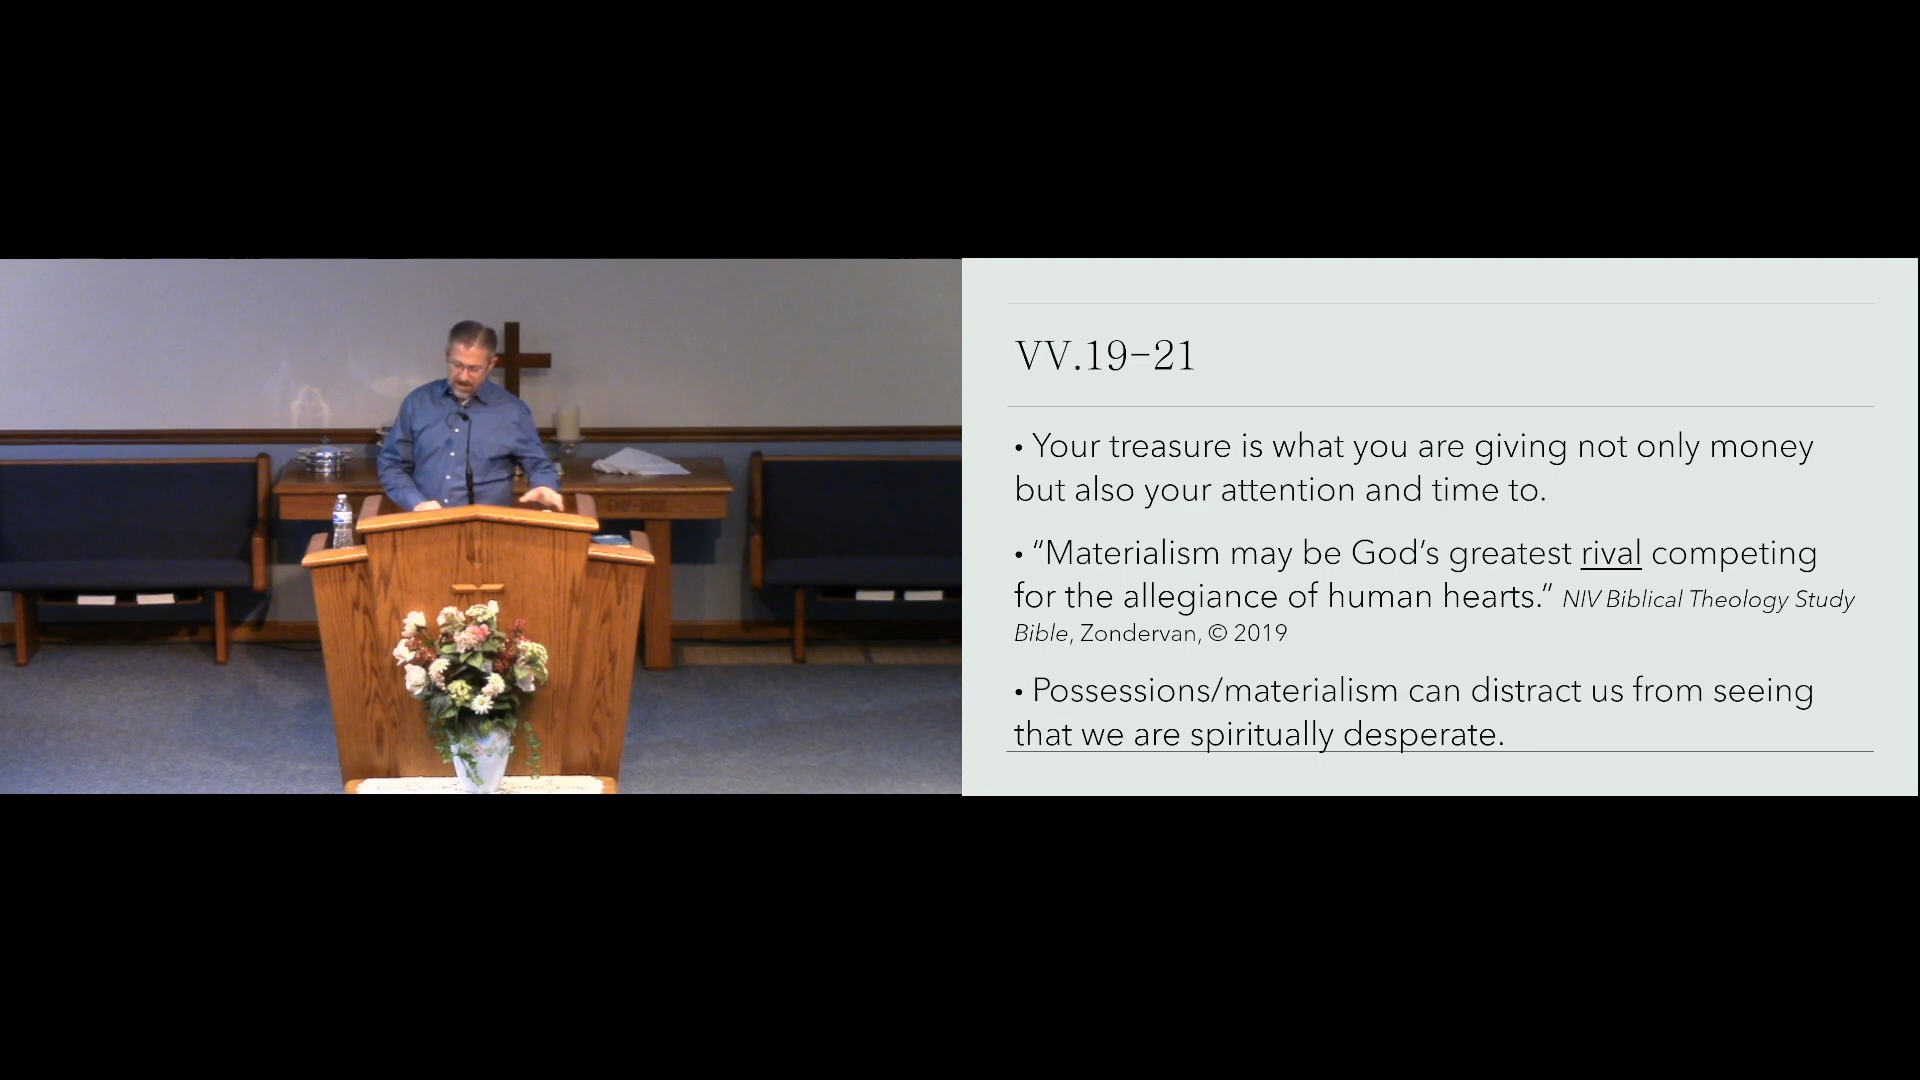 VV.19-21
• Your treasure is what you are giving not only money
but also your attention and time to.
• “Materialism may be God’s greatest rival competing
for the allegiance of human hearts.” NIV Biblical Theology Study
Bible, Zondervan, © 2019
• Possessions/materialism can distract us from seeing
that we are spiritually desperate.